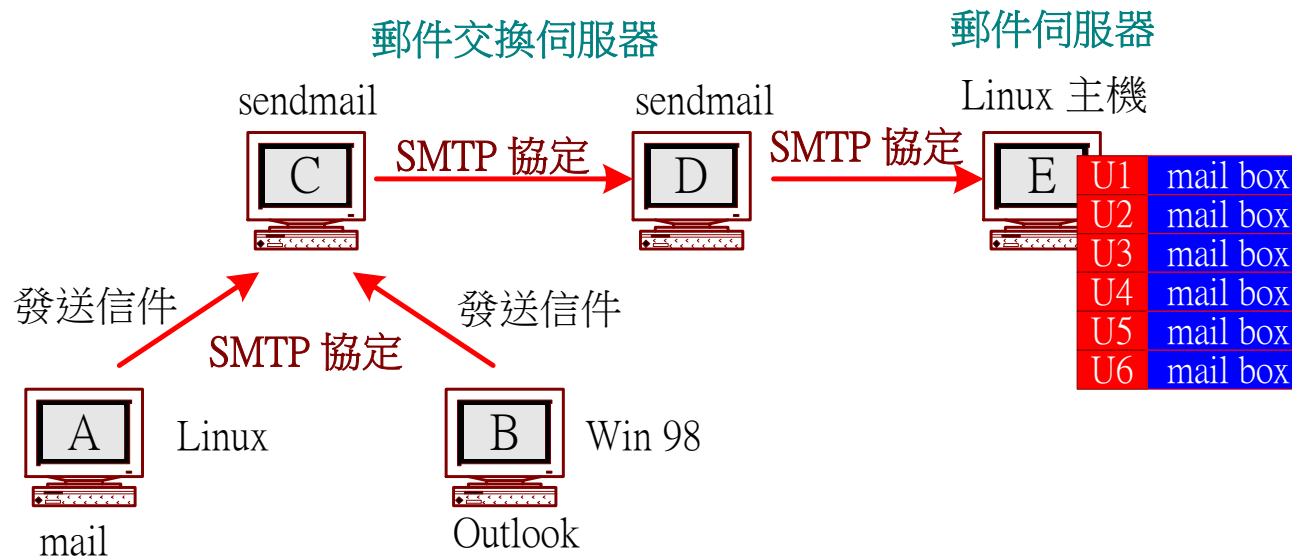 郵件交換伺服器
郵件伺服器
sendmail
sendmail
Linux 主機
C
SMTP 協定
D
SMTP 協定
E
U1 mail box
U2 mail box
U3 mail box
U4 mail box
U5 mail box
U6 mail box
發送信件
發送信件
SMTP 協定
A
Linux
B
Win 98
mail
Outlook